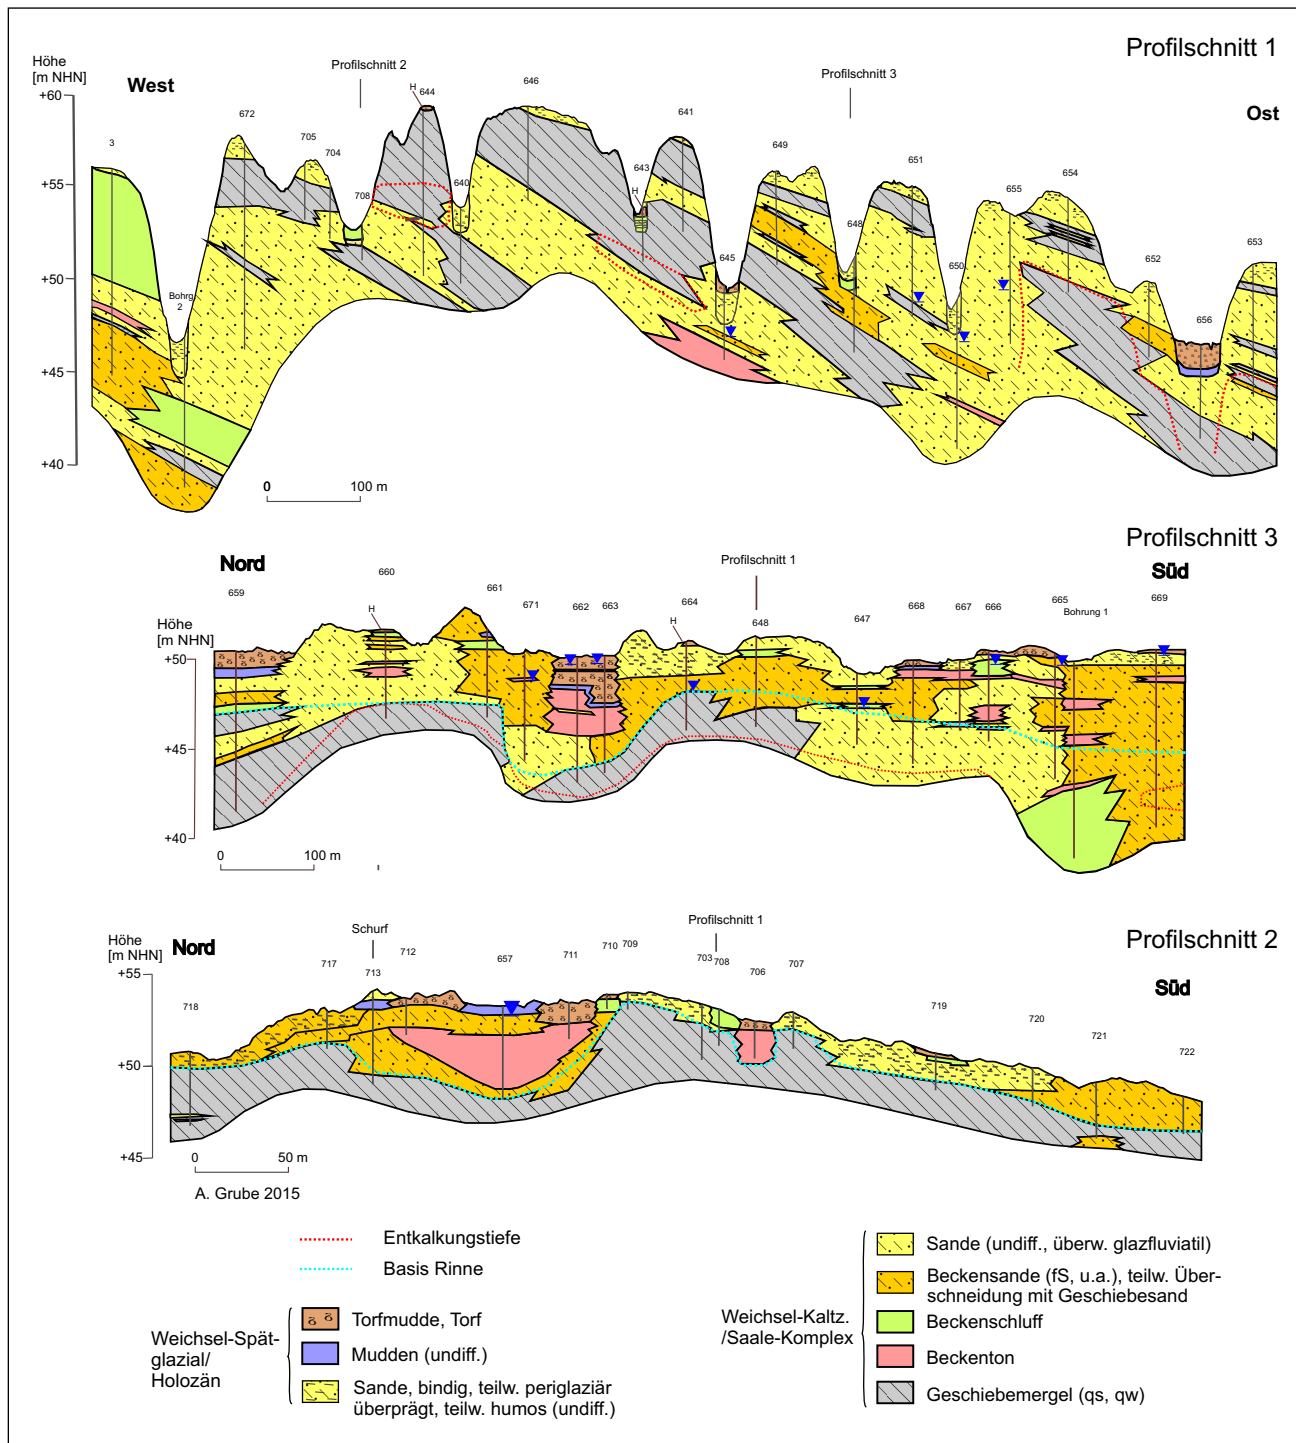 Profilschnitt 1
Höhe
[m NHN]
West
Profilschnitt 2
Profilschnitt 3
Ost
+60
+55
+50
+45
+40
3
672
705
704
708
H
644
640
646
643
H
641
645
649
648
651
650
655
654
652
656
653
Bohrg
2
0
100 m
Profilschnitt 3
Nord
Profilschnitt 1
Süd
Höhe
[m NHN]
+50
+45
+40
659
660
H
661
671
662
663
664
H
648
647
668
667
666
665
Bohrung 1
669
0
100 m
Profilschnitt 2
Höhe
[m NHN]
Nord
Schurf
Profilschnitt 1
Süd
+55
+50
+45
718
717
713
712
657
711
710
709
703
708
706
707
719
720
721
722
0
50 m
A. Grube 2015
Entkalkungstiefe
Basis Rinne
Weichsel-Spät-
glazial/
Holozän
Torfmudde, Torf
Mudden (undiff.)
Sande, bindig, teilw. periglaziär
überprägt, teilw. humos (undiff.)
Weichsel-Kaltz.
/Saale-Komplex
Sande (undiff., überw. glazfluviatil)
Beckensande (fS, u.a.), teilw. Über-
schneidung mit Geschiebesand
Beckenschluff
Beckenton
Geschiebemergel (qs, qw)